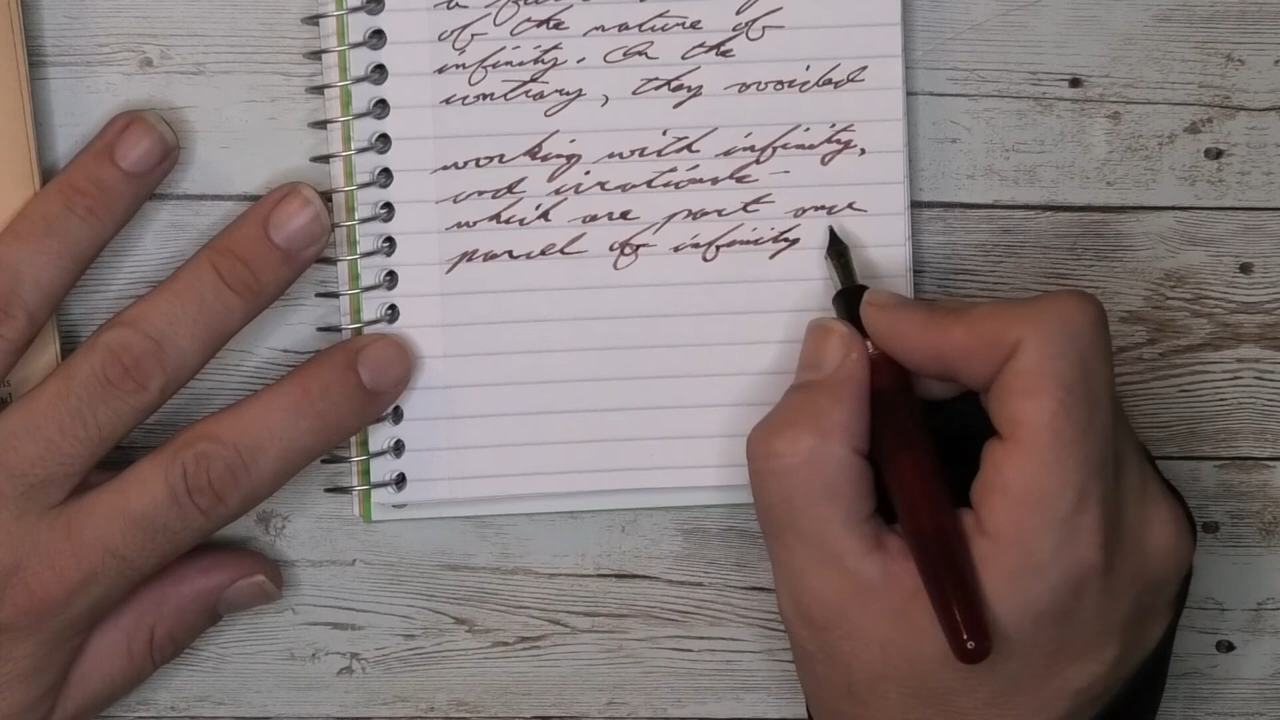 of the nature of
infinity. On the
contrary, they avoided
working with infinity,
and irrationals -
which are part and
parcel of infinity